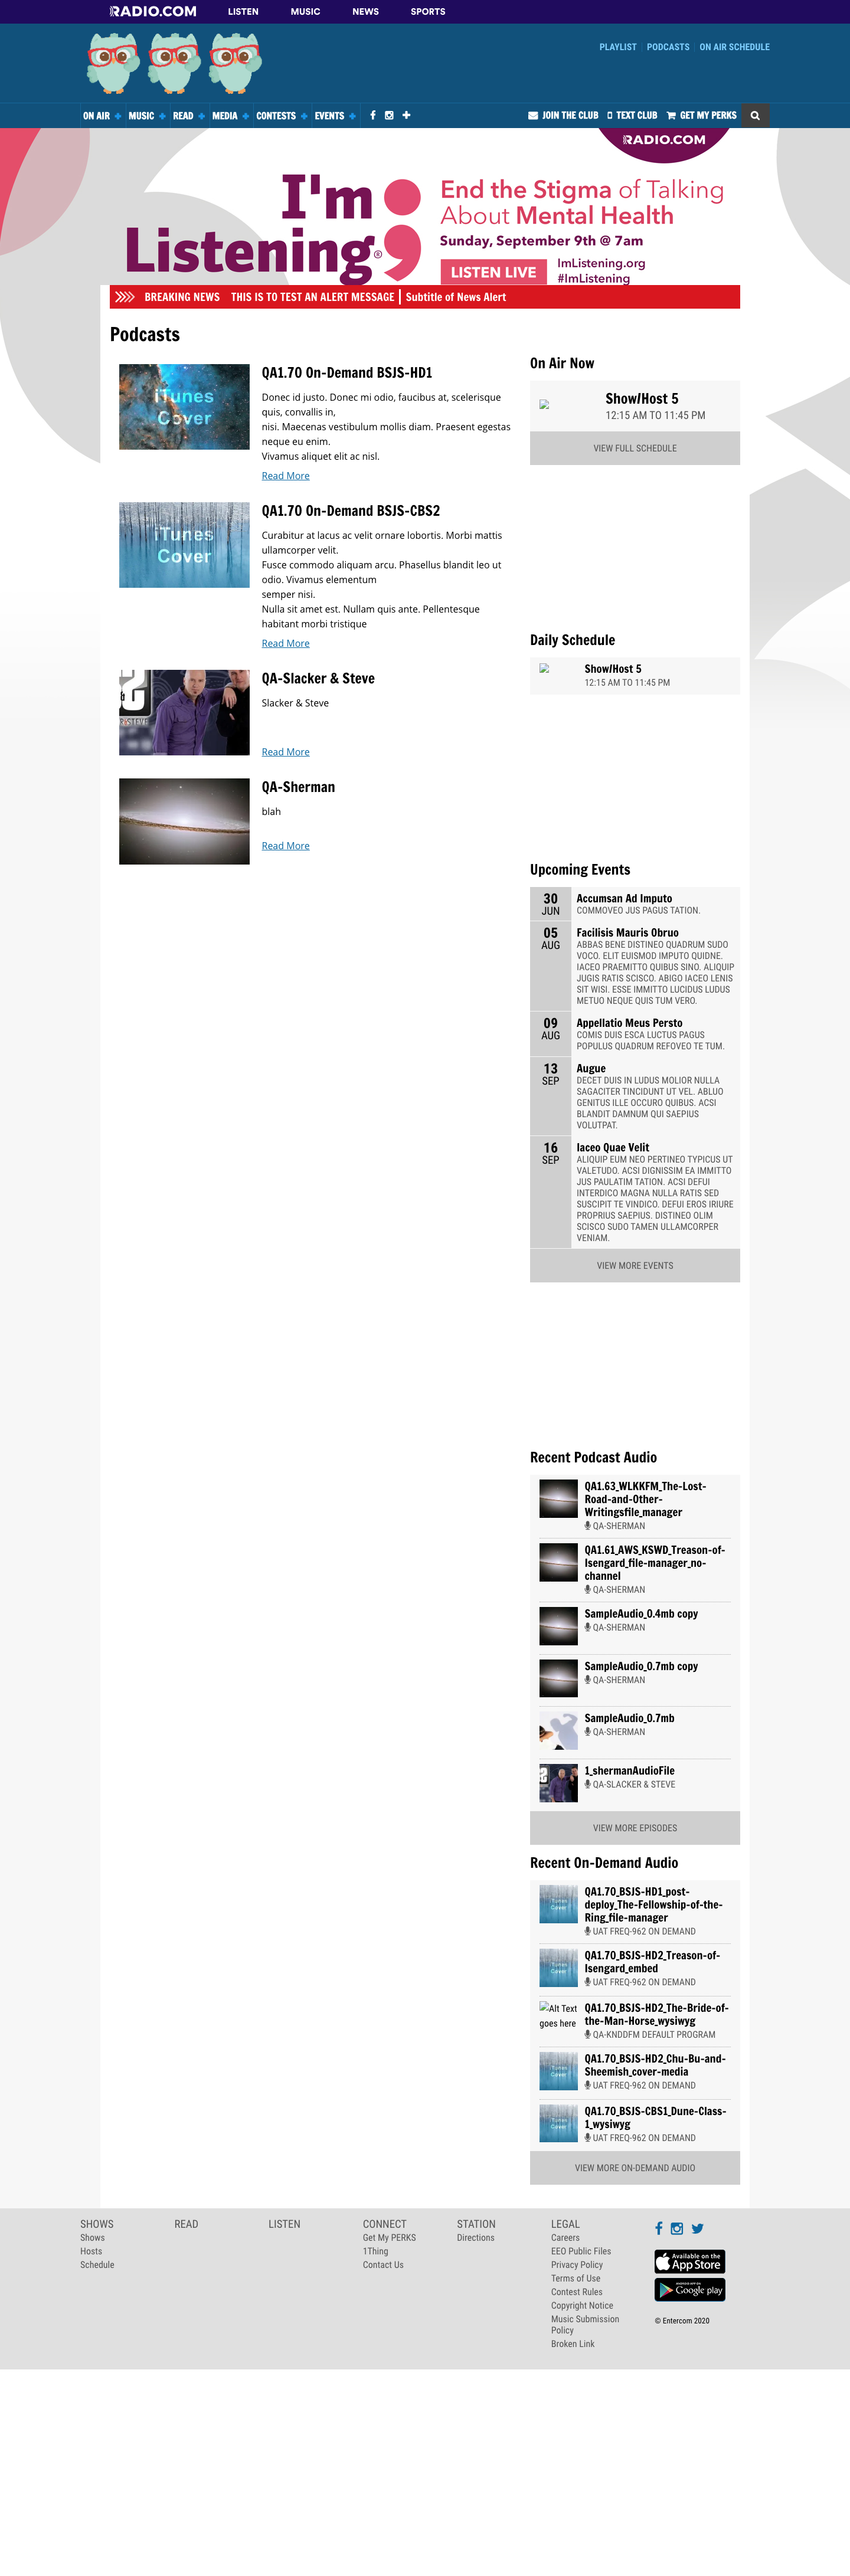 RADIO.COM LISTEN MUSIC NEWS SPORTS
PLAYLIST PODCASTS ON AIR SCHEDULE
ON AIR MUSIC READ MEDIA CONTESTS EVENTS JOIN THE CLUB TEXT CLUB GET MY PERKS
RADIO.COM
I'm
Listening;®
End the Stigma of Talking
About Mental Health
Sunday, September 9th @ 7am
LISTEN LIVE
ImListening.org
#ImListening
BREAKING NEWS THIS IS TO TEST AN ALERT MESSAGE Subtitle of News Alert
Podcasts
iTunes
Cover
QA1.70 On-Demand BSJS-HD1
Donec id justo. Donec mi odio, faucibus at, scelerisque
quis, convallis in,
nisi. Maecenas vestibulum mollis diam. Praesent egestas
neque eu enim.
Vivamus aliquet elit ac nisl.
Read More
iTunes
Cover
QA1.70 On-Demand BSJS-CBS2
Curabitur at lacus ac velit ornare lobortis. Morbi mattis
ullamcorper velit.
Fusce commodo aliquam arcu. Phasellus blandit leo ut
odio. Vivamus elementum
semper nisi.
Nulla sit amet est. Nullam quis ante. Pellentesque
habitant morbi tristique
Read More
QA-Slacker & Steve
Slacker & Steve
Read More
QA-Sherman
blah
Read More
On Air Now
Show/Host 5
12:15 AM TO 11:45 PM
VIEW FULL SCHEDULE
Daily Schedule
Show/Host 5
12:15 AM TO 11:45 PM
Upcoming Events
30
JUN
Accumsan Ad Imputo
COMMOVEO JUS PAGUS TATION.
05
AUG
Facilisis Mauris Obruo
ABBAS BENE DISTINEO QUADRUM SUDO
VOCO. ELIT EUISMOD IMPUTO QUIDNE.
IACEO PRAEMITTO QUIBUS SINO. ALIQUIP
JUGIS RATIS SCISCO. ABIGO IACEO LENIS
SIT WISI. ESSE IMMITTO LUCIDUS LUDUS
METUO NEQUE QUIS TUM VERO.
09
AUG
Appellatio Meus Persto
COMIS DUIS ESCA LUCTUS PAGUS
POPULUS QUADRUM REFOVEO TE TUM.
13
SEP
Augue
DECET DUIS IN LUDUS MOLIOR NULLA
SAGACITER TINCIDUNT UT VEL. ABLUO
GENITUS ILLE OCCURO QUIBUS. ACSI
BLANDIT DAMNUM QUI SAEPIUS
VOLUTPAT.
16
SEP
Iaceo Quae Velit
ALIQUIP EUM NEO PERTINEO TYPICUS UT
VALETUDO. ACSI DIGNISSIM EA IMMITTO
JUS PAULATIM TATION. ACSI DEFUI
INTERDICO MAGNA NULLA RATIS SED
SUSCIPIT TE VINDICO. DEFUI EROS IRIURE
PROPRIUS SAEPIUS. DISTINEO OLIM
SCISCO SUDO TAMEN ULLAMCORPER
VENIAM.
VIEW MORE EVENTS
Recent Podcast Audio
QA1.63_WLKKFM_The-Lost-
Road-and-Other-
Writingsfile_manager
QA-SHERMAN
QA1.61_AWS_KSWD_Treason-of-
Isengard_file-manager_no-
channel
QA-SHERMAN
SampleAudio_0.4mb copy
QA-SHERMAN
SampleAudio_0.7mb copy
QA-SHERMAN
SampleAudio_0.7mb
QA-SHERMAN
1_shermanAudioFile
QA-SLACKER & STEVE
VIEW MORE EPISODES
Recent On-Demand Audio
QA1.70_BSJS-HD1_post-
deploy_The-Fellowship-of-the-
Ring_file-manager
UAT FREQ-962 ON DEMAND
QA1.70_BSJS-HD2_Treason-of-
Isengard_embed
UAT FREQ-962 ON DEMAND
Alt Text
goes here
QA1.70_BSJS-HD2_The-Bride-of-
the-Man-Horse_wysiwyg
QA-KNDDFM DEFAULT PROGRAM
QA1.70_BSJS-HD2_Chu-Bu-and-
Sheemish_cover-media
UAT FREQ-962 ON DEMAND
QA1.70_BSJS-CBS1_Dune-Class-
1_wysiwyg
UAT FREQ-962 ON DEMAND
VIEW MORE ON-DEMAND AUDIO
SHOWS
Shows
Hosts
Schedule
READ
LISTEN
CONNECT
Get My PERKS
1Thing
Contact Us
STATION
Directions
LEGAL
Careers
EEO Public Files
Privacy Policy
Terms of Use
Contest Rules
Copyright Notice
Music Submission
Policy
Broken Link
Available on the
App Store
ANDROID APP ON
Google play
© Entercom 2020